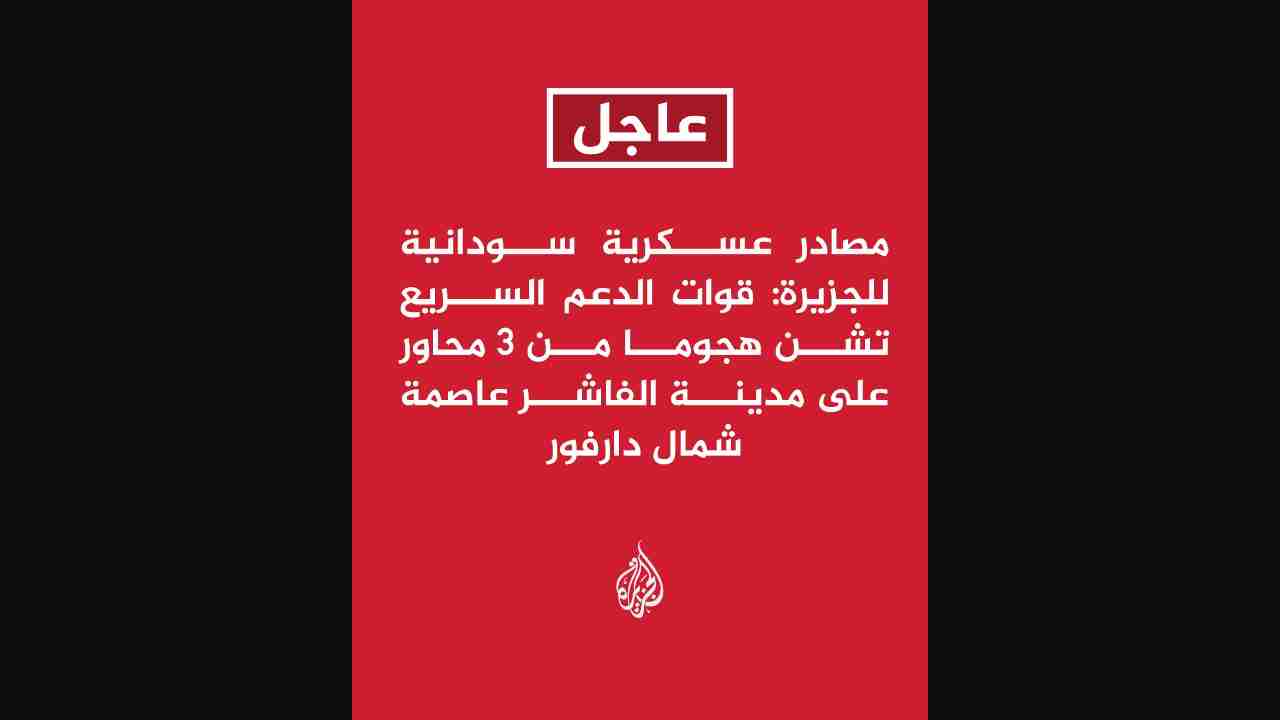 عاجل
مصادر عسكرية سودانية
للجزيرة: قوات الدعم السريع
تشن هجوما من 3 محاور
على مدينة الفاشر عاصمة
شمال دارفور
الجزيرة